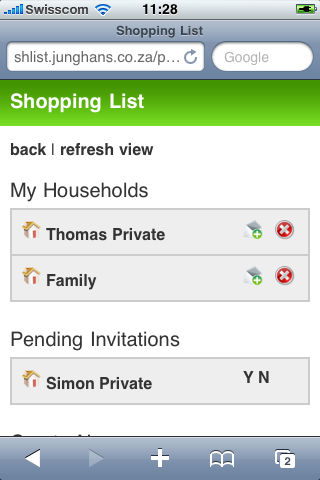 Swisscom 11:28
Shopping List
shlist.junghans.co.za/p... Google
Shopping List
back | refresh view
My Households
Thomas Private
Family
Pending Invitations
Simon Private Y N
2